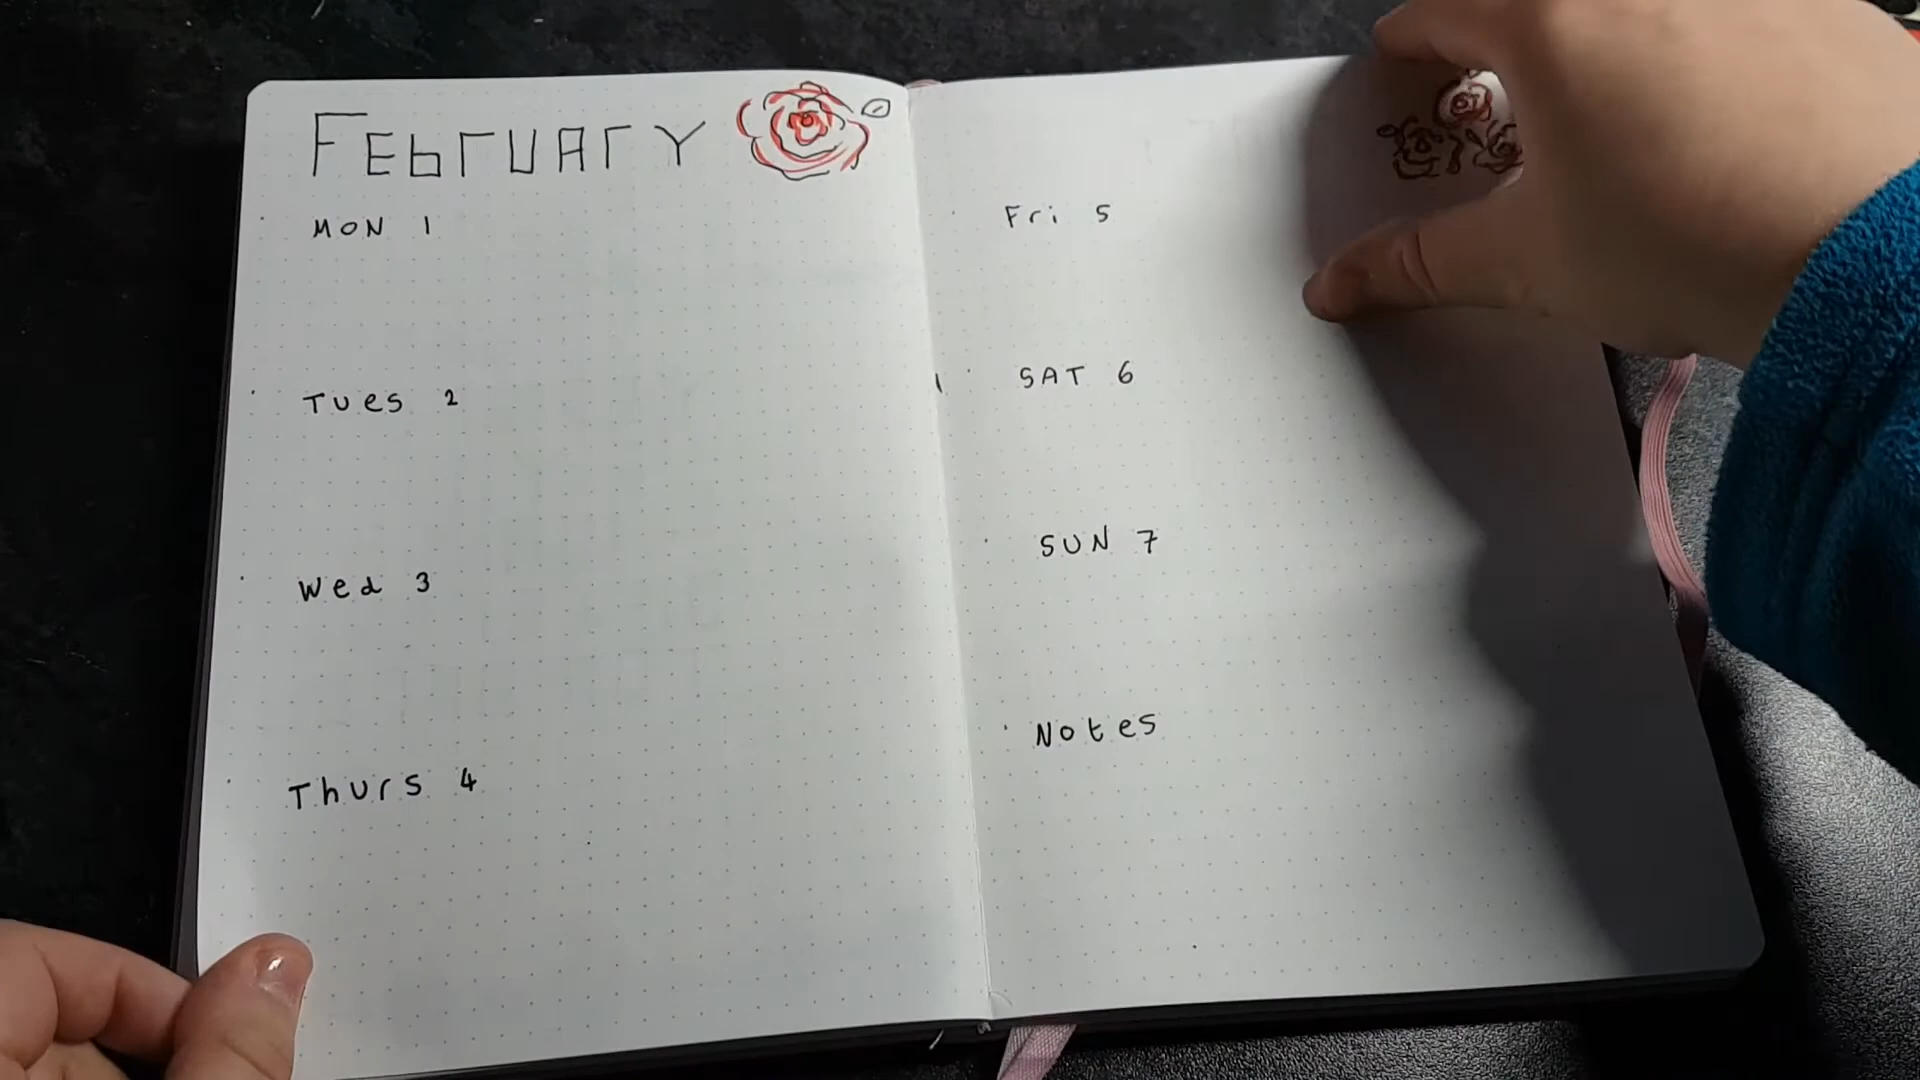 February
MON 1
Tues 2
Wed 3
Thurs 4
Fri 5
SAT 6
SUN 7
Notes